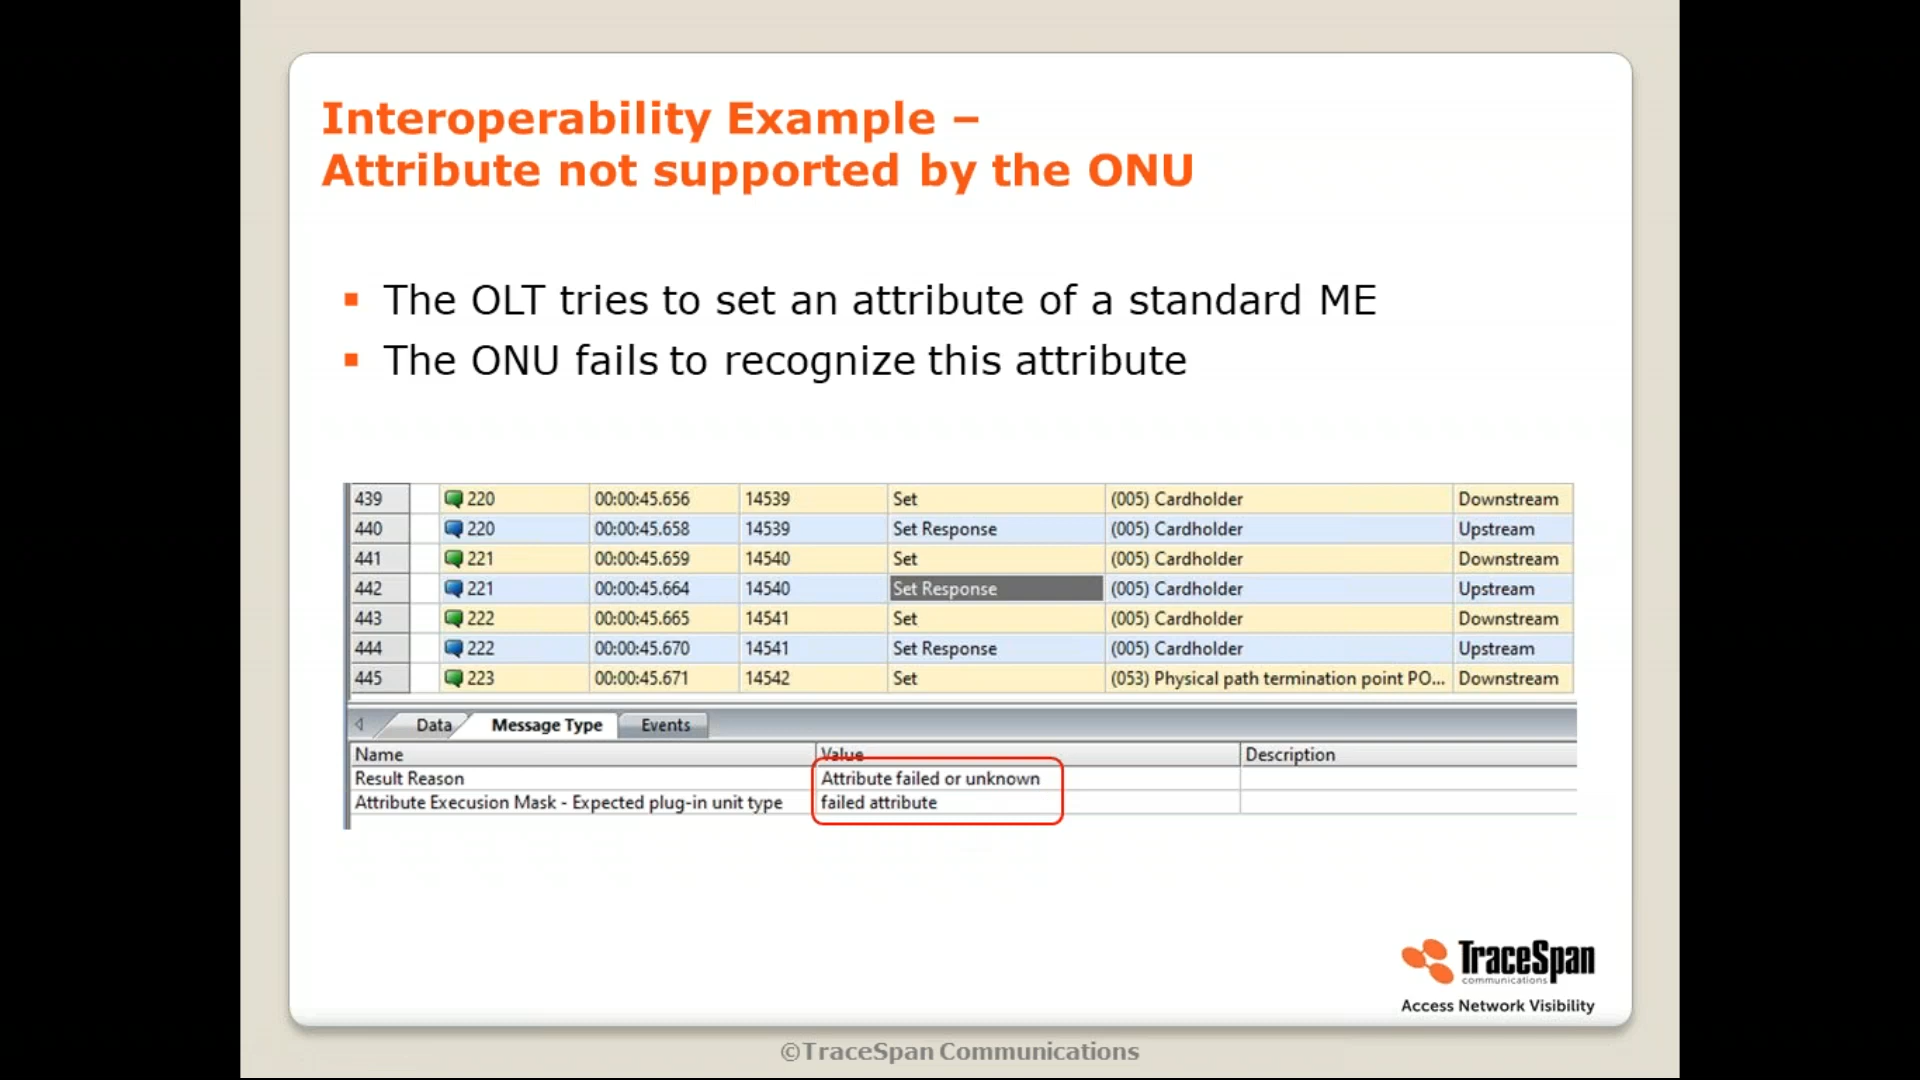 Interoperability Example –
Attribute not supported by the ONU
The OLT tries to set an attribute of a standard ME
The ONU fails to recognize this attribute
439 220 00:00:45.656 14539 Set (005) Cardholder Downstream
440 220 00:00:45.658 14539 Set Response (005) Cardholder Upstream
441 221 00:00:45.659 14540 Set (005) Cardholder Downstream
442 221 00:00:45.664 14540 Set Response (005) Cardholder Upstream
443 222 00:00:45.665 14541 Set (005) Cardholder Downstream
444 222 00:00:45.670 14541 Set Response (005) Cardholder Upstream
445 223 00:00:45.671 14542 Set (053) Physical path termination point PO... Downstream
Data Message Type Events
Name Value Description
Result Reason Attribute failed or unknown
Attribute Execusion Mask - Expected plug-in unit type failed attribute
TraceSpan
communications
Access Network Visibility
©TraceSpan Communications